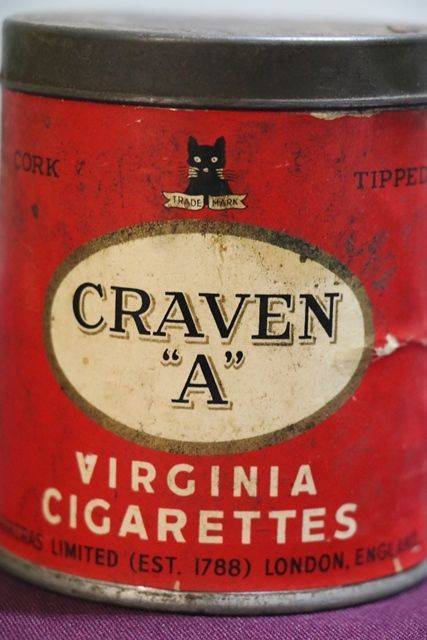 CORK TIPPED
TRADE MARK
CRAVEN
“A”
VIRGINIA
CIGARETTES
LIMITED (EST. 1788) LONDON, ENGLAND